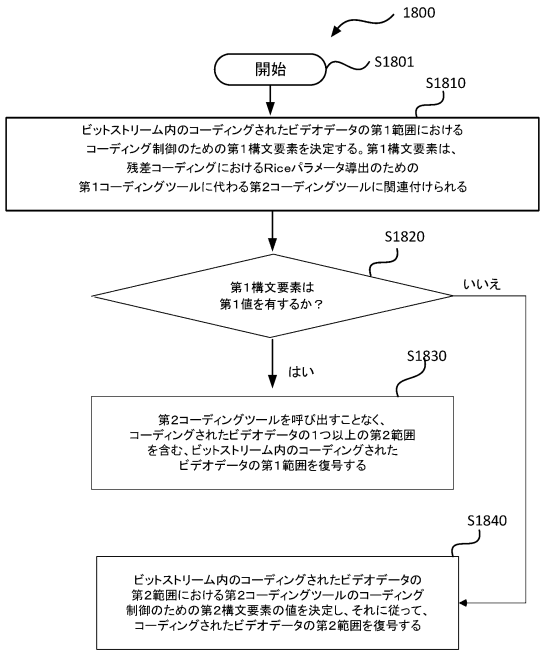 1800
開始
S1801
S1810
ビットストリーム内のコーディングされたビデオデータの第1範囲における
コーディング制御のための第1構文要素を決定する。第1構文要素は、
残差コーディングにおけるRiceパラメータ導出のための
第1コーディングツールに代わる第2コーディングツールに関連付けられる
S1820
第1構文要素は
第1値を有するか？
いいえ
はい
S1830
第2コーディングツールを呼び出すことなく、
コーディングされたビデオデータの1つ以上の第2範囲
を含む、ビットストリーム内のコーディングされた
ビデオデータの第1範囲を復号する
S1840
ビットストリーム内のコーディングされたビデオデータの
第2範囲における第2コーディングツールのコーディング
制御のための第2構文要素の値を決定し、それに従って、
コーディングされたビデオデータの第2範囲を復号する